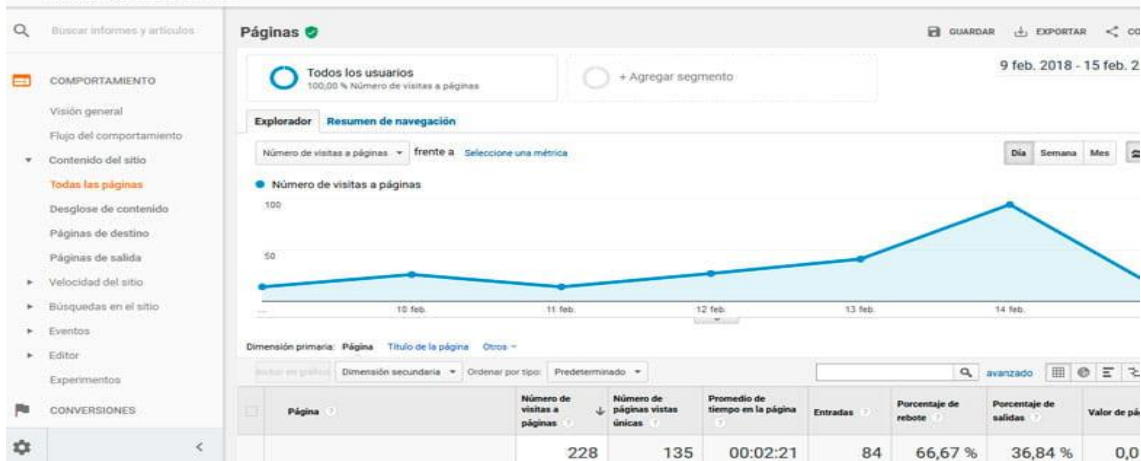 Buscar informes y artículos
COMPORTAMIENTO
Visión general
Flujo del comportamiento
Contenido del sitio
Todas las páginas
Desglose de contenido
Páginas de destino
Páginas de salida
Velocidad del sitio
Búsquedas en el sitio
Eventos
Editor
Experimentos
CONVERSIONES
Páginas
GUARDAR EXPORTAR CO
Todos los usuarios
100,00 % Número de visitas a páginas
+ Agregar segmento
9 feb. 2018 - 15 feb. 2
Explorador Resumen de navegación
Número de visitas a páginas frente a Seleccione una métrica
Día Semana Mes
Número de visitas a páginas
100
50
... 10 feb. 11 feb. 12 feb. 13 feb. 14 feb.
Dimensión primaria: Página Título de la página Otros
Dimensión secundaria Ordenar por tipo: Predeterminado
avanzado
Página
Número de visitas a páginas
Número de páginas vistas únicas
Promedio de tiempo en la página
Entradas
Porcentaje de rebote
Porcentaje de salidas
Valor de pá
228 135 00:02:21 84 66,67 % 36,84 % 0,0